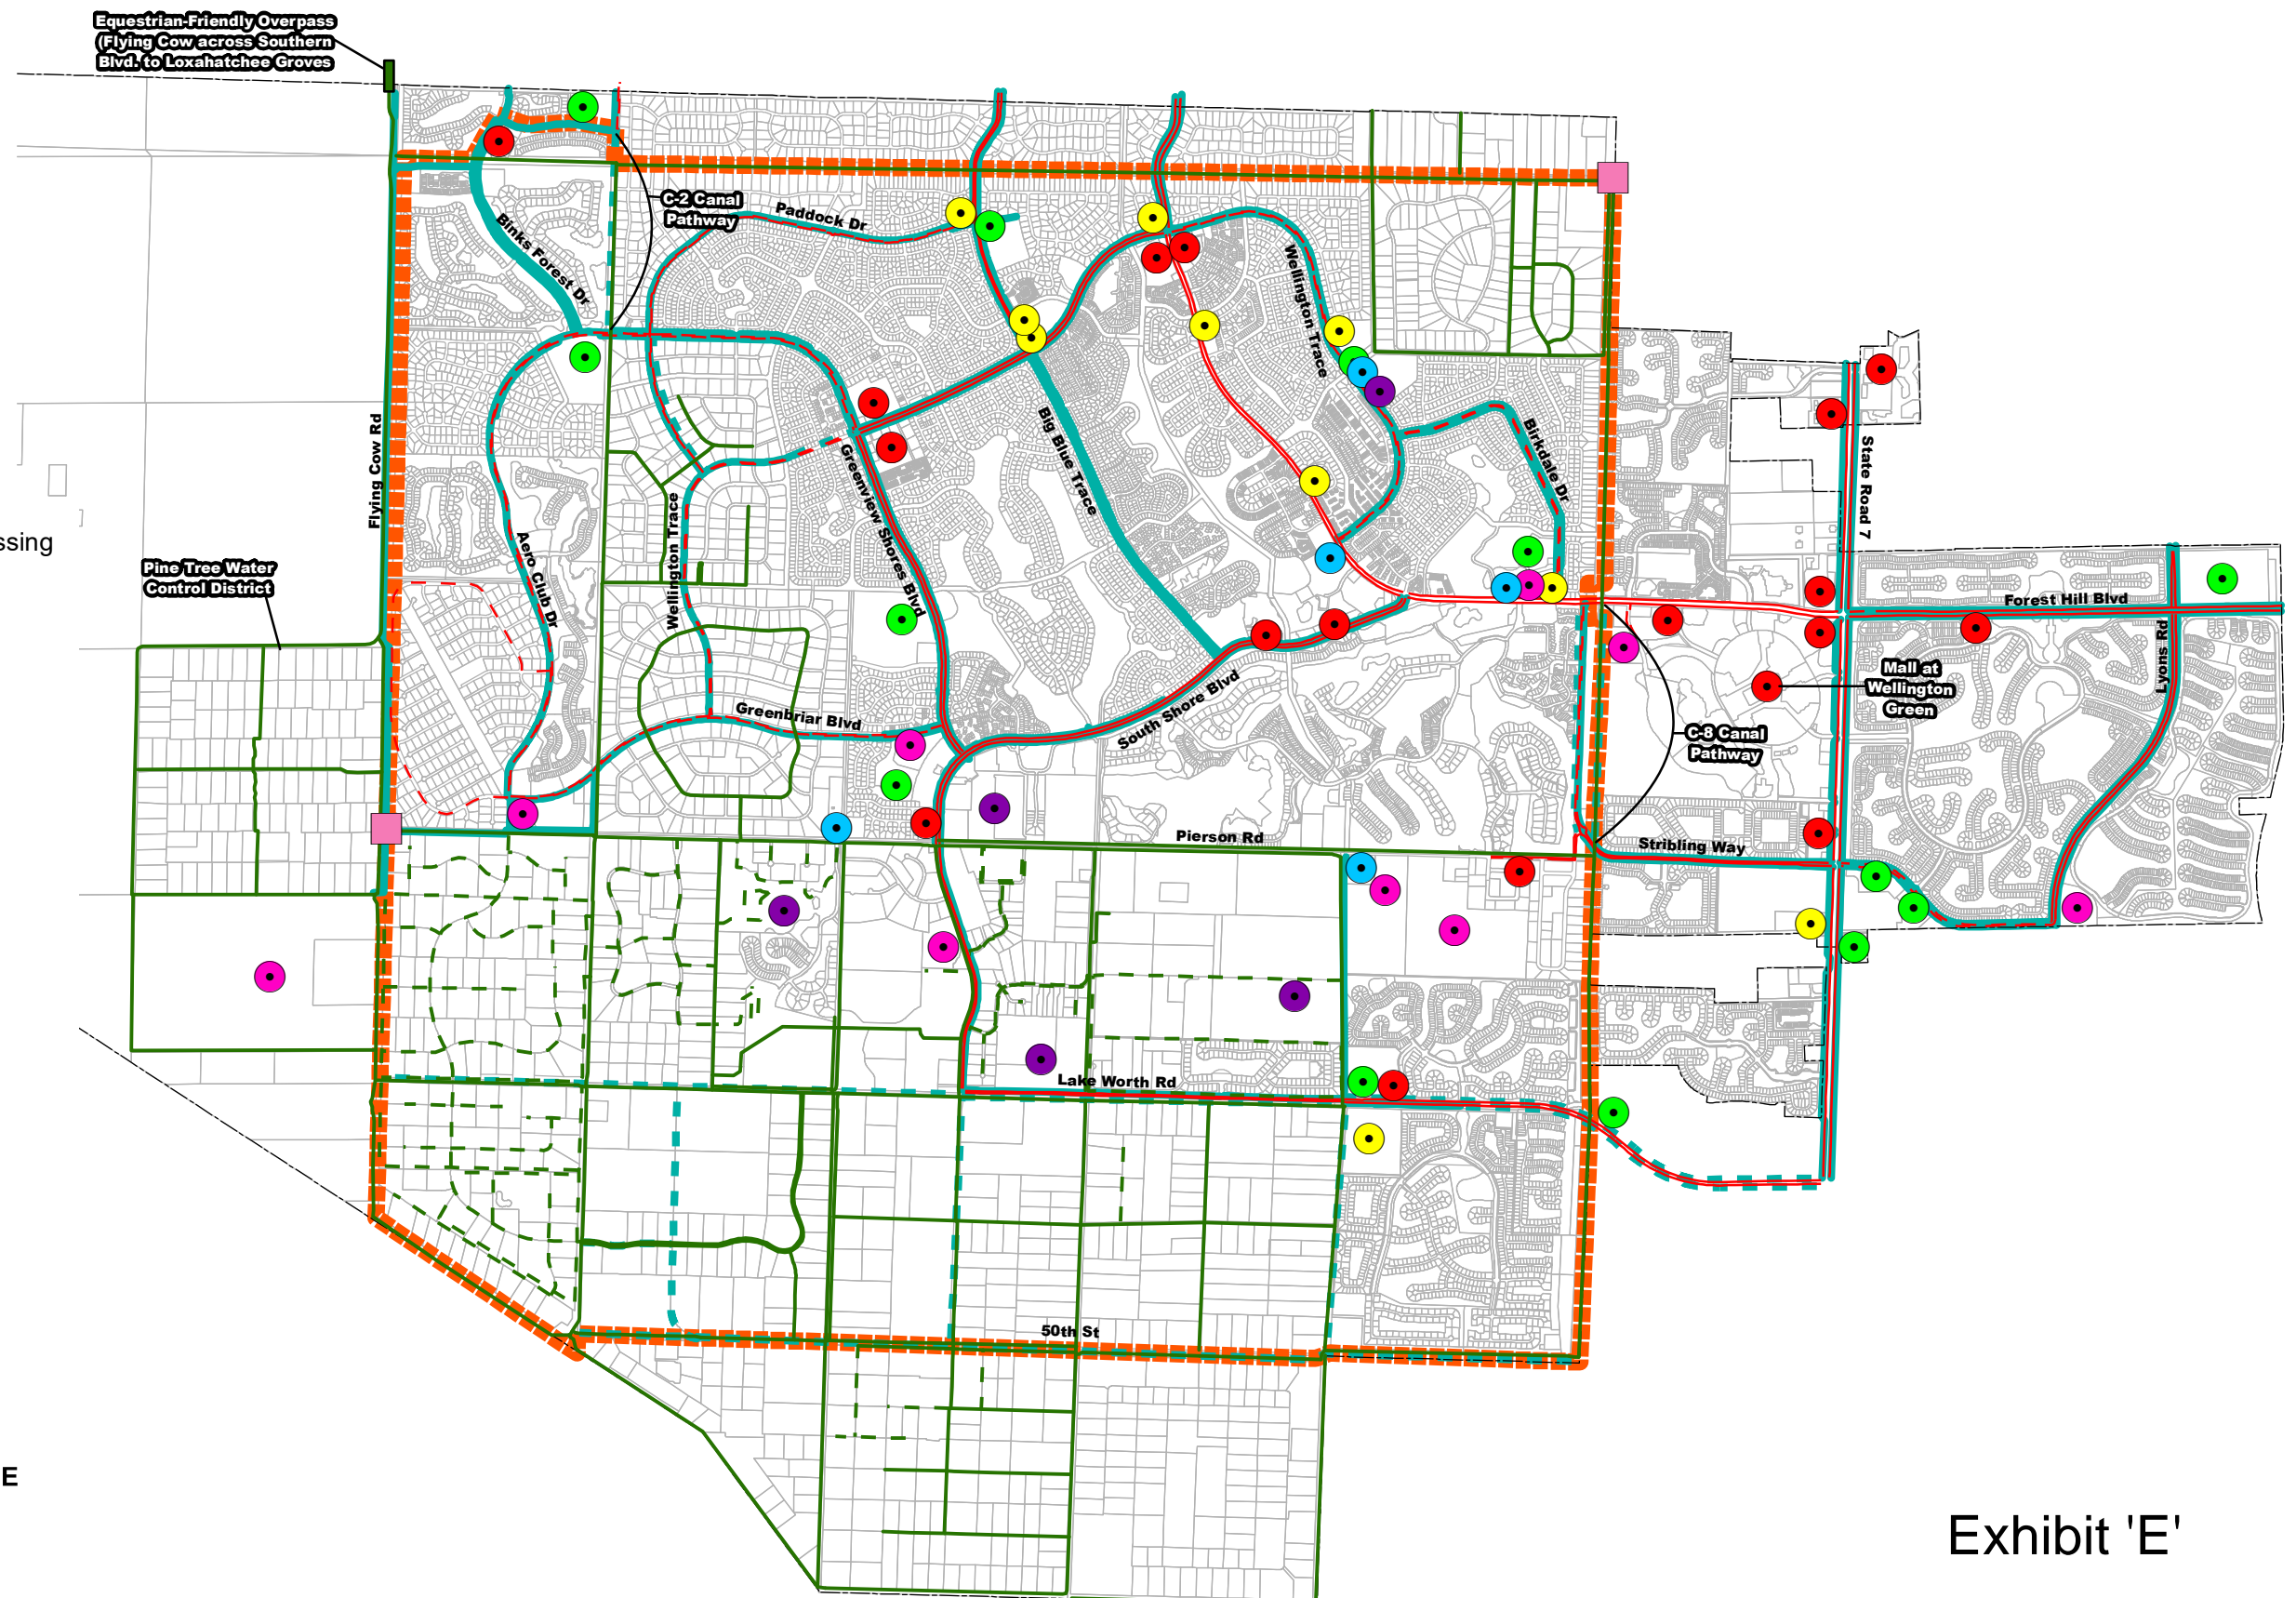 Equestrian-Friendly Overpass
(Flying Cow across Southern
Blvd. to Loxahatchee Groves
C-2 Canal
Pathway
Paddock Dr
Binks Forest Dr
Wellington Trace
Big Blue Trace
Birkdale Dr
State Road 7
Flying Cow Rd
Greenview Shores Blvd
Wellington Trace
Aero Club Dr
ssing
Pine Tree Water
Control District
Forest Hill Blvd
Lyons Rd
Mall at
Wellington
Green
South Shore Blvd
Greenbriar Blvd
C-8 Canal
Pathway
Pierson Rd
Stribling Way
Lake Worth Rd
50th St
E
Exhibit 'E'